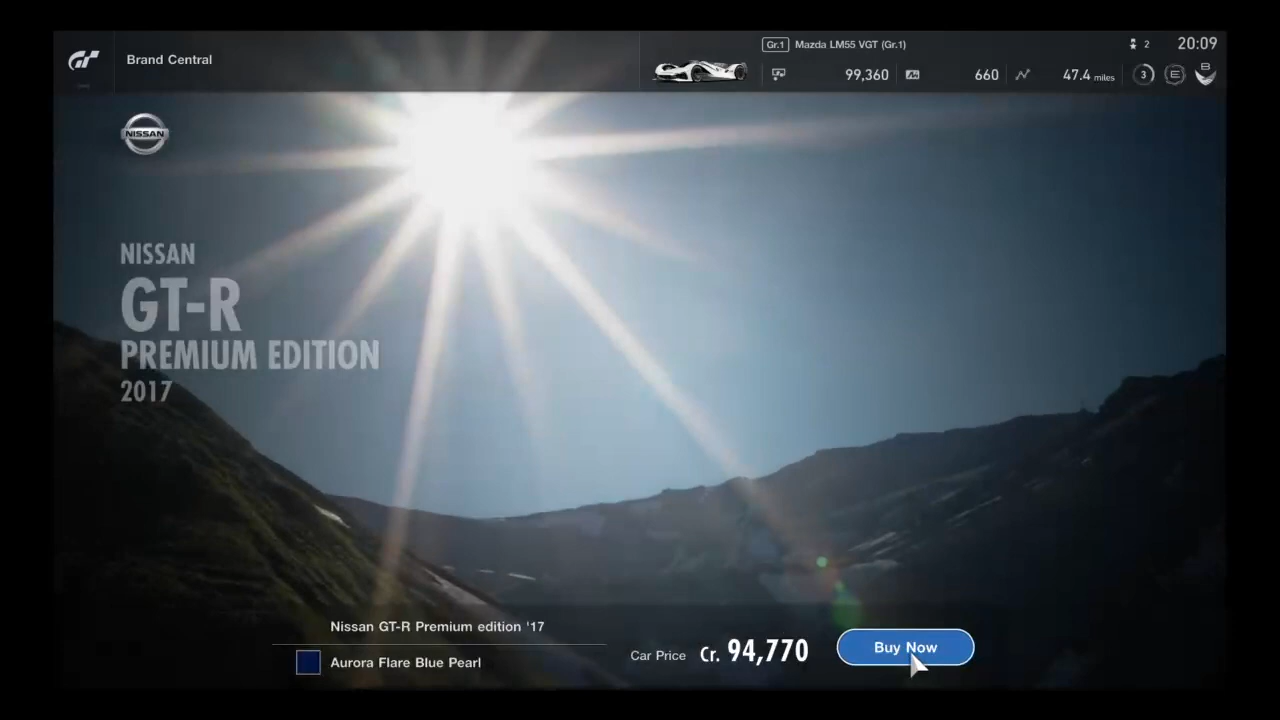 Brand Central
Gr.1 Mazda LM55 VGT (Gr.1)
2 20:09
99,360 660 47.4 miles 3 E B
NISSAN
NISSAN
GT-R
PREMIUM EDITION
2017
Nissan GT-R Premium edition '17
Aurora Flare Blue Pearl
Car Price Cr. 94,770
Buy Now